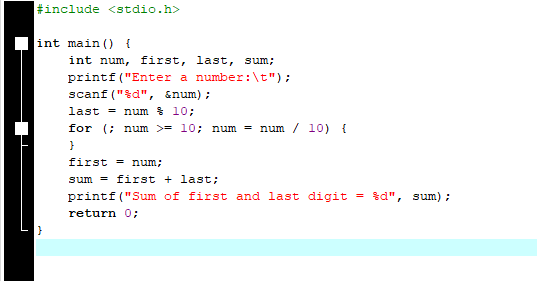 #include <stdio.h>
int main() {
    int num, first, last, sum;
    printf("Enter a number:\t");
    scanf("%d", &num);
    last = num % 10;
    for (; num >= 10; num = num / 10) {
    }
    first = num;
    sum = first + last;
    printf("Sum of first and last digit = %d", sum);
    return 0;
}